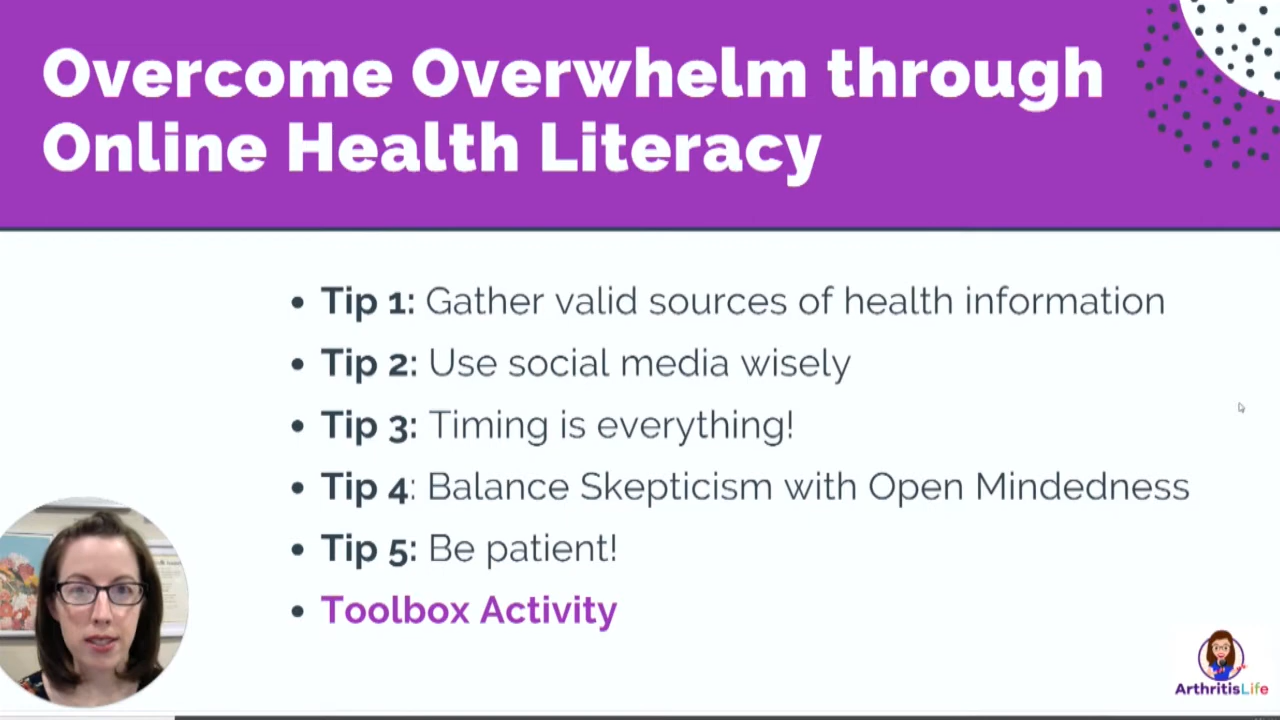 Overcome Overwhelm through
Online Health Literacy
Tip 1: Gather valid sources of health information
Tip 2: Use social media wisely
Tip 3: Timing is everything!
Tip 4: Balance Skepticism with Open Mindedness
Tip 5: Be patient!
Toolbox Activity
ArthritisLife